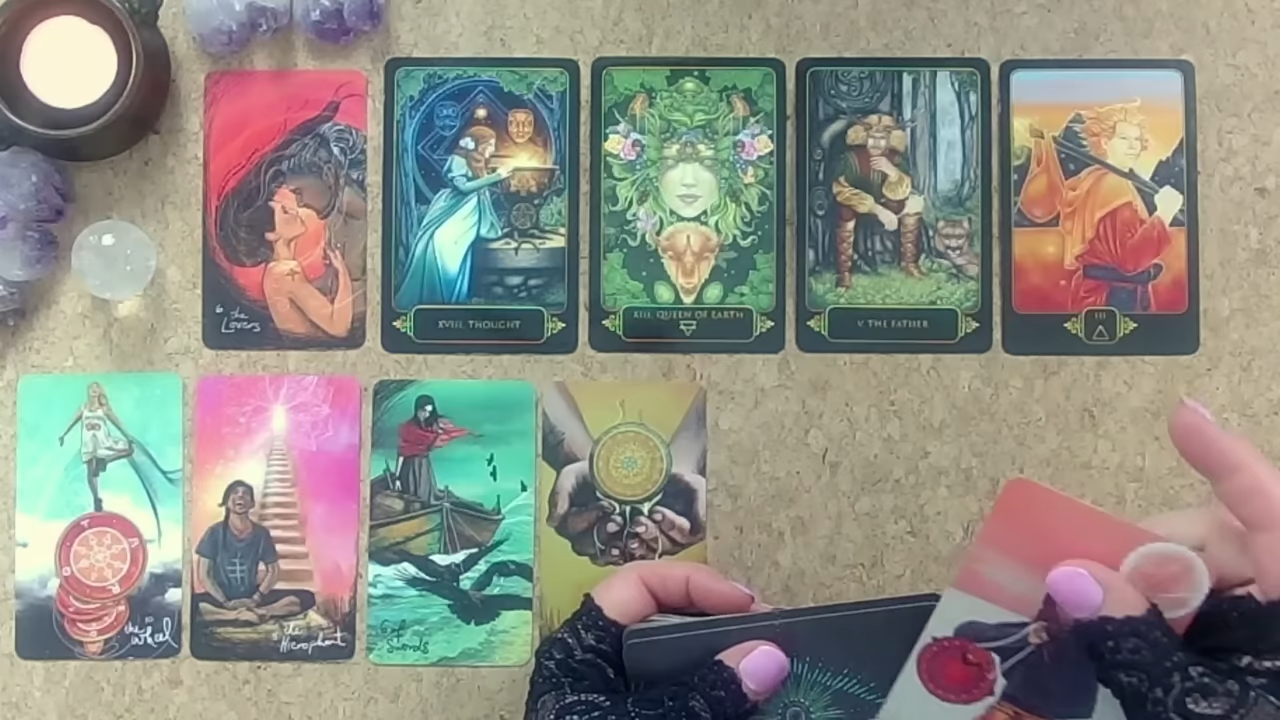 6 the
Lovers
XVIII. THOUGHT
XIII. QUEEN OF EARTH
V. THE FATHER
III
10
the
Wheel
5 the
Hierophant
6 of
Swords